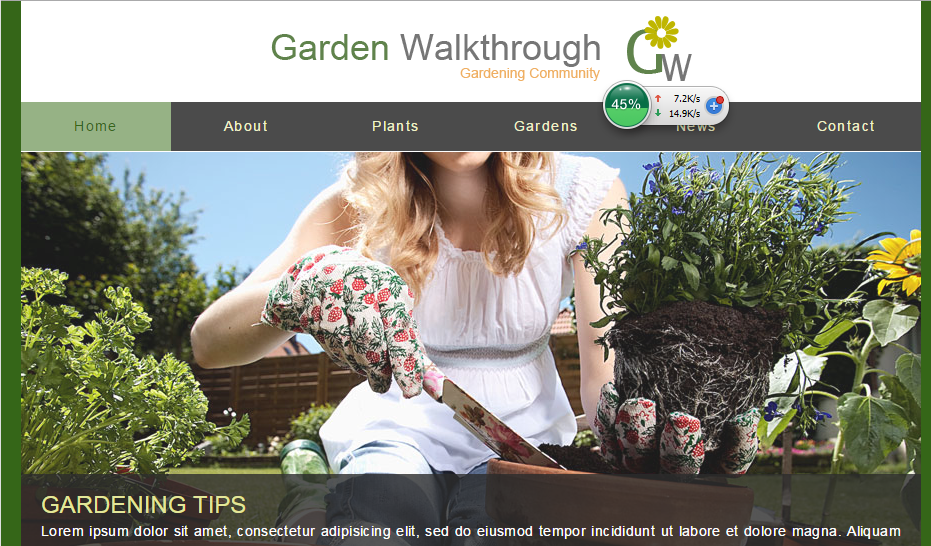 Garden Walkthrough
Gardening Community
GW
45%
7.2K/s
14.9K/s
Home About Plants Gardens News Contact
GARDENING TIPS
Lorem ipsum dolor sit amet, consectetur adipisicing elit, sed do eiusmod tempor incididunt ut labore et dolore magna. Aliquam